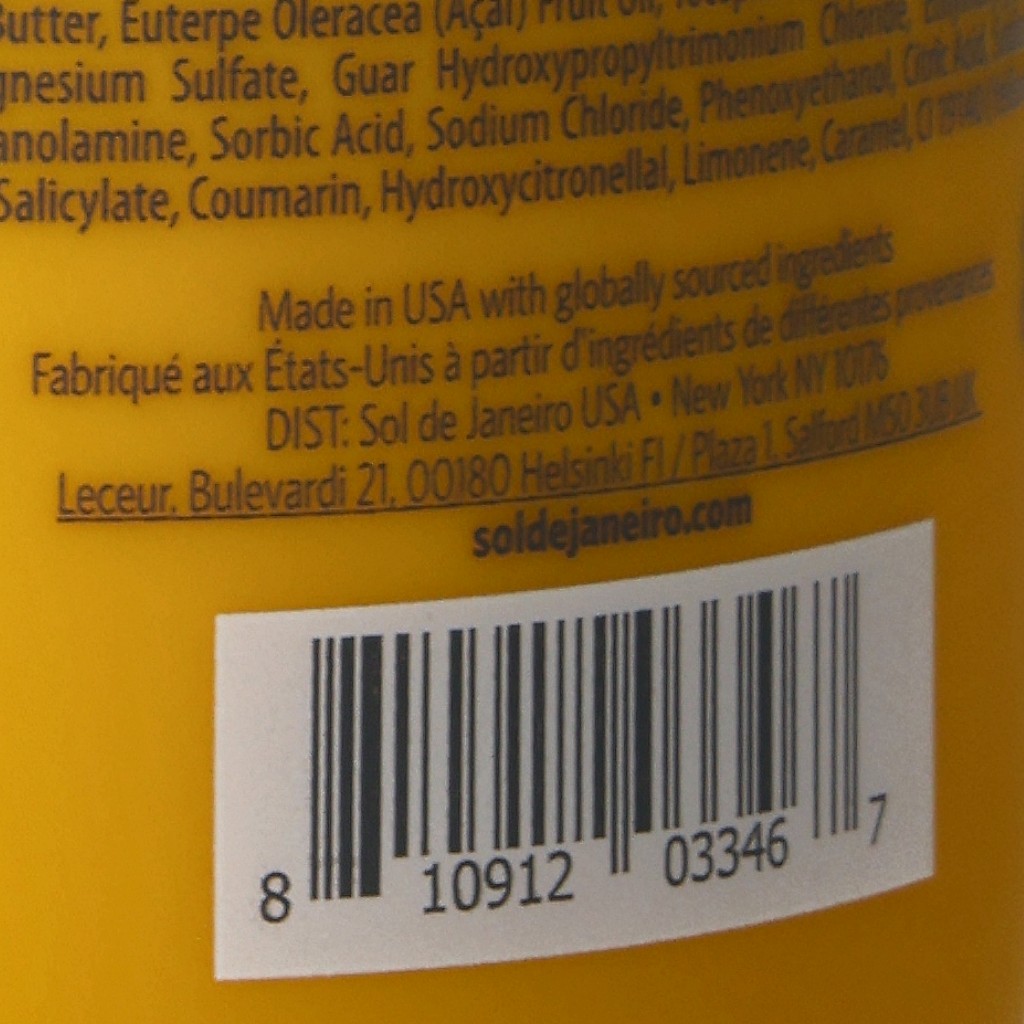 Butter, Euterpe Oleracea (Açaí) Fruit Oil,
Sulfate, Guar Hydroxypropyltrimonium Chloride,
Sorbic Acid, Sodium Chloride, Phenoxyethanol, Citric Acid,
Salicylate, Coumarin, Hydroxycitronellal, Limonene, Caramel, CI 19140
Made in USA with globally sourced ingredients
Fabriqué aux États-Unis à partir d'ingrédients de différentes provenances
DIST: Sol de Janeiro USA • New York NY 10176
Leceur. Bulevardi 21, 00180 Helsinki FI / Plaza 1, Salford M50 3UB UK
soldejaneiro.com
8 10912 03346 7